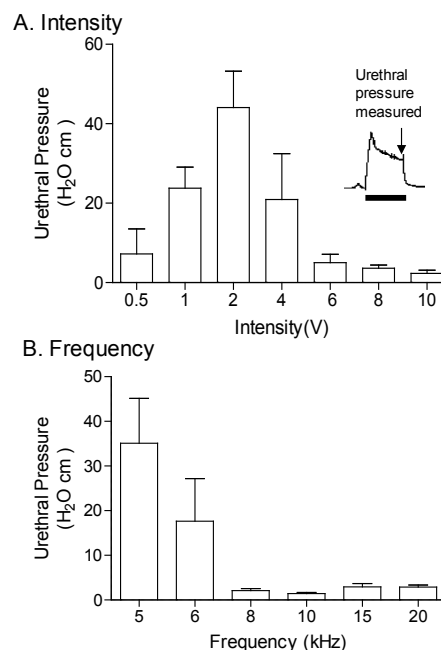 A. Intensity
60
40
20
0
Urethral Pressure
(H₂O cm)
Urethral
pressure
measured
0.5 1 2 4 6 8 10
Intensity(V)
B. Frequency
50
40
30
20
10
0
Urethral Pressure
(H₂O cm)
5 6 8 10 15 20
Frequency (kHz)